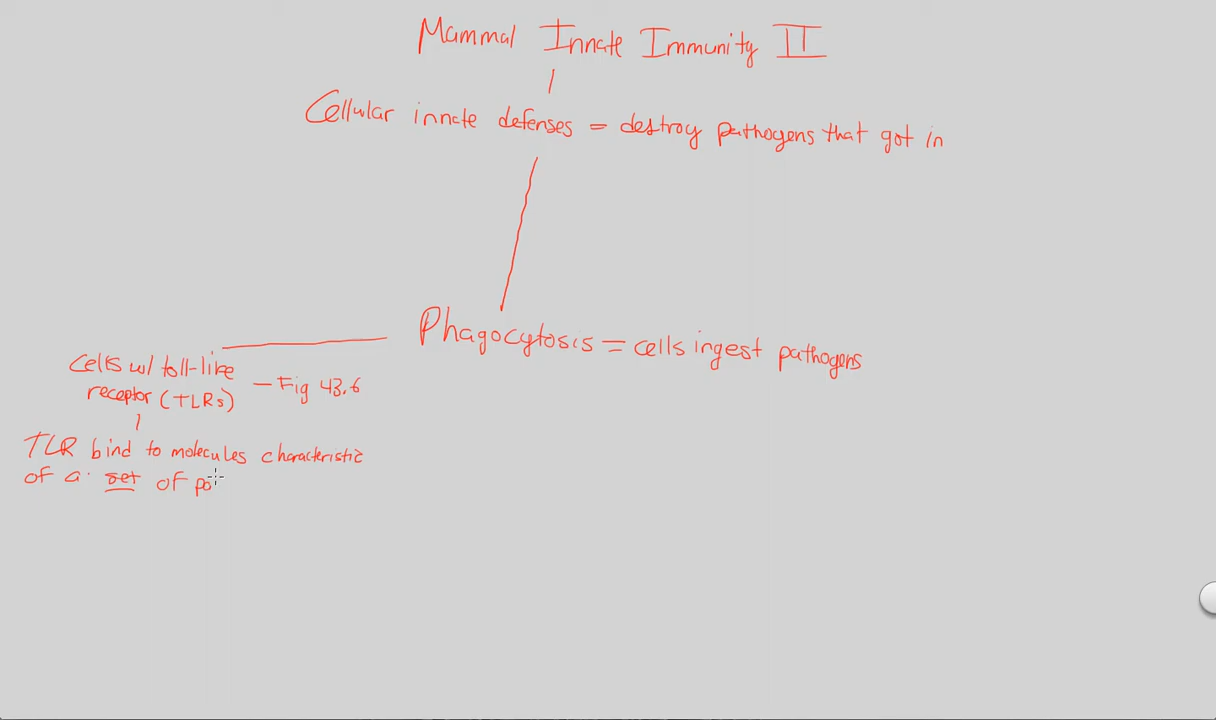 Mammal Innate Immunity II
Cellular innate defenses = destroy pathogens that got in
Phagocytosis = cells ingest pathogens
Cells w/ toll-like
receptor (TLRs) - Fig 43.6
TLR bind to molecules characteristic
of a set of pa